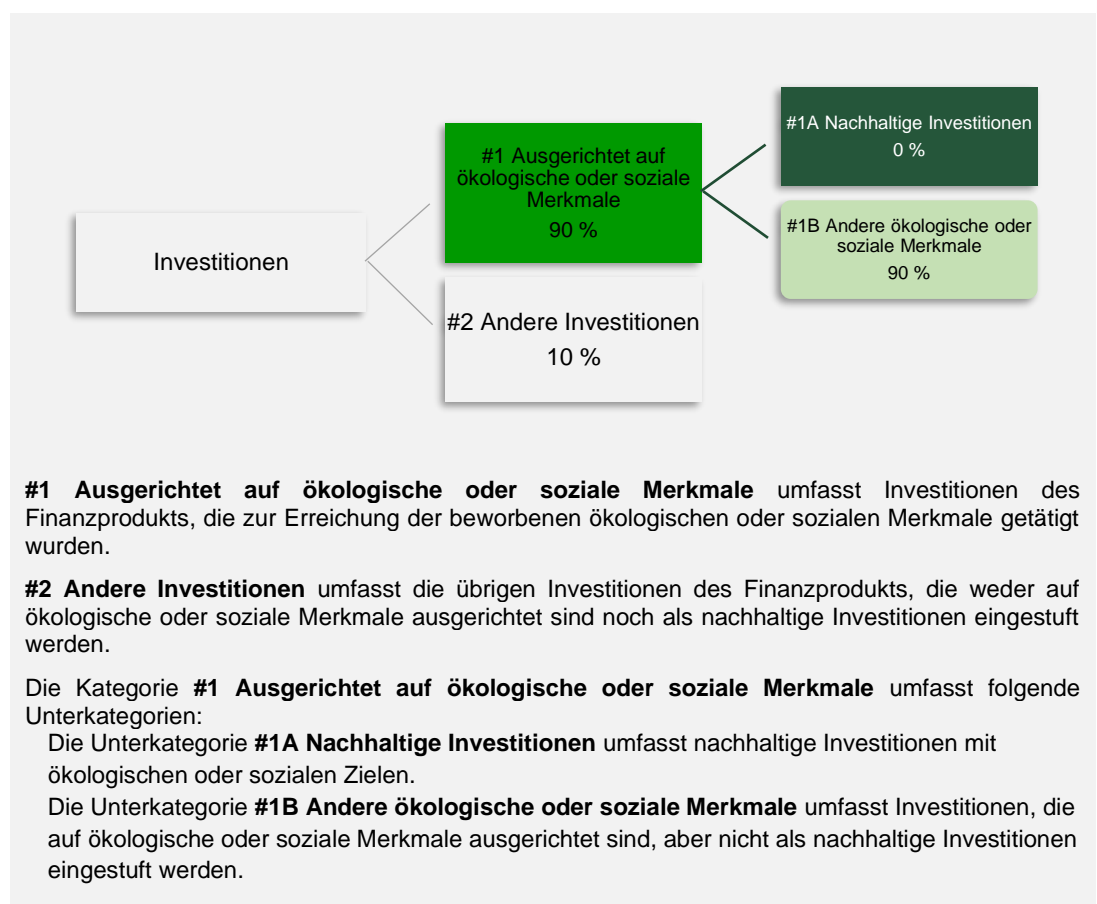 #1A Nachhaltige Investitionen
0 %
#1 Ausgerichtet auf
ökologische oder soziale
Merkmale
90 %
#1B Andere ökologische oder
soziale Merkmale
90 %
Investitionen
#2 Andere Investitionen
10 %
#1 Ausgerichtet auf ökologische oder soziale Merkmale umfasst Investitionen des
Finanzprodukts, die zur Erreichung der beworbenen ökologischen oder sozialen Merkmale getätigt
wurden.
#2 Andere Investitionen umfasst die übrigen Investitionen des Finanzprodukts, die weder auf
ökologische oder soziale Merkmale ausgerichtet sind noch als nachhaltige Investitionen eingestuft
werden.
Die Kategorie #1 Ausgerichtet auf ökologische oder soziale Merkmale umfasst folgende
Unterkategorien:
Die Unterkategorie #1A Nachhaltige Investitionen umfasst nachhaltige Investitionen mit
ökologischen oder sozialen Zielen.
Die Unterkategorie #1B Andere ökologische oder soziale Merkmale umfasst Investitionen, die
auf ökologische oder soziale Merkmale ausgerichtet sind, aber nicht als nachhaltige Investitionen
eingestuft werden.